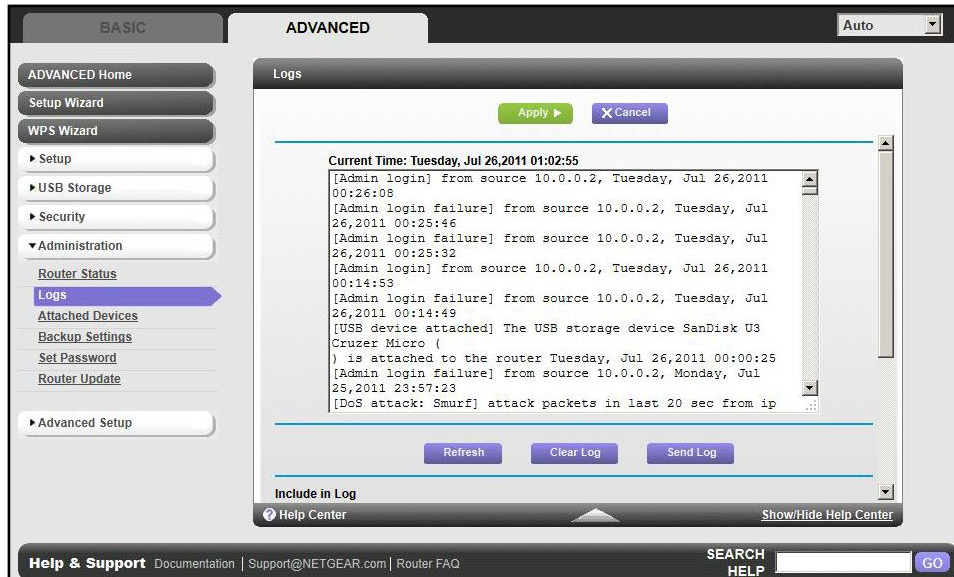 BASIC
ADVANCED
Auto
ADVANCED Home
Setup Wizard
WPS Wizard
Setup
USB Storage
Security
Administration
Router Status
Logs
Attached Devices
Backup Settings
Set Password
Router Update
Advanced Setup
Logs
Apply
Cancel
Current Time: Tuesday, Jul 26,2011 01:02:55
[Admin login] from source 10.0.0.2, Tuesday, Jul 26,2011
00:26:08
[Admin login failure] from source 10.0.0.2, Tuesday, Jul
26,2011 00:25:46
[Admin login failure] from source 10.0.0.2, Tuesday, Jul
26,2011 00:25:32
[Admin login] from source 10.0.0.2, Tuesday, Jul 26,2011
00:14:53
[Admin login failure] from source 10.0.0.2, Tuesday, Jul
26,2011 00:14:49
[USB device attached] The USB storage device SanDisk U3
Cruzer Micro (
) is attached to the router Tuesday, Jul 26,2011 00:00:25
[Admin login failure] from source 10.0.0.2, Monday, Jul
25,2011 23:57:23
[DoS attack: Smurf] attack packets in last 20 sec from ip
Refresh
Clear Log
Send Log
Include in Log
Help Center
Show/Hide Help Center
Help & Support Documentation | Support@NETGEAR.com | Router FAQ
SEARCH
HELP
GO